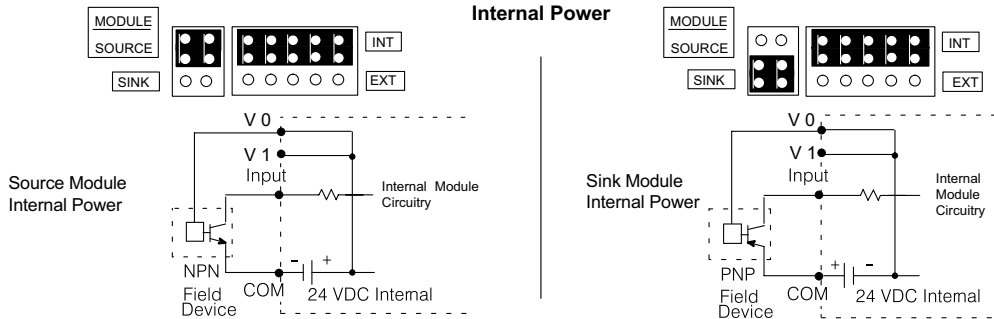 Internal Power
MODULE
SOURCE
SINK
INT
EXT
V 0
V 1
Input
Source Module
Internal Power
Internal Module
Circuitry
NPN
Field
Device
COM
- +
24 VDC Internal
MODULE
SOURCE
SINK
INT
EXT
V 0
V 1
Input
Sink Module
Internal Power
Internal
Module
Circuitry
PNP
Field
Device
COM
+ -
24 VDC Internal